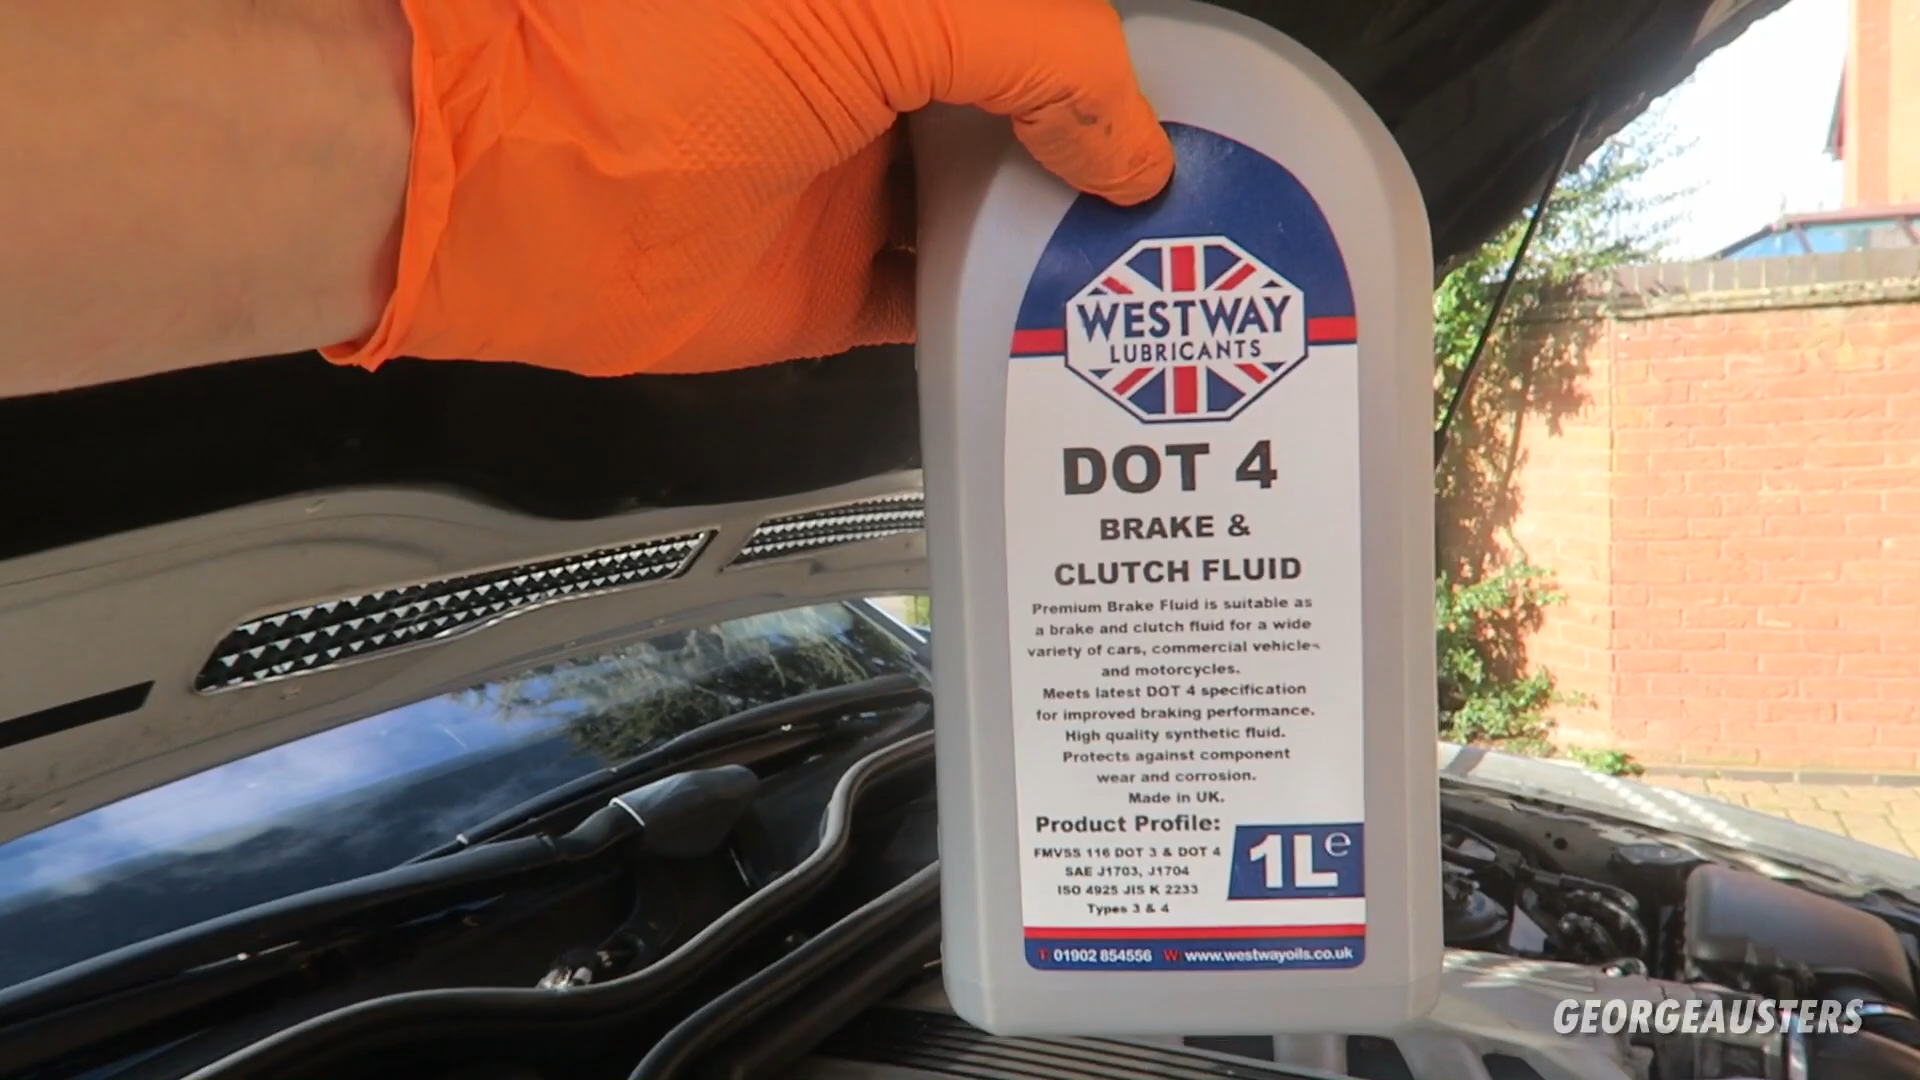 WESTWAY
LUBRICANTS
DOT 4
BRAKE &
CLUTCH FLUID
Premium Brake Fluid is suitable as
a brake and clutch fluid for a wide
variety of cars, commercial vehicles
and motorcycles.
Meets latest DOT 4 specification
for improved braking performance.
High quality synthetic fluid.
Protects against component
wear and corrosion.
Made in UK.
Product Profile:
FMVSS 116 DOT 3 & DOT 4
SAE J1703, J1704
ISO 4925 JIS K 2233
Types 3 & 4
1L e
T 01902 854556 W www.westwayoils.co.uk
GEORGEAUSTERS